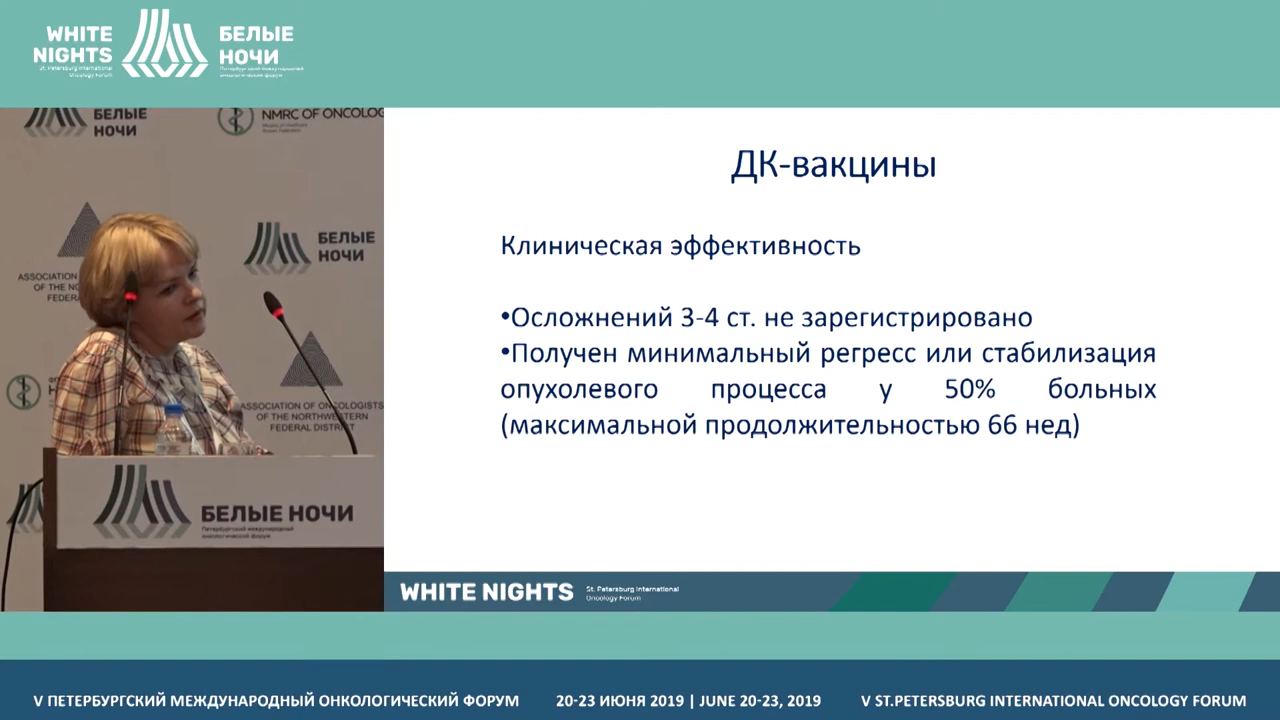 WHITE
NIGHTS
St. Petersburg International
Oncology Forum
БЕЛЫЕ
НОЧИ
Петербургский международный
онкологический форум
БЕЛЫЕ
НОЧИ
NMRC OF ONCOLOG
БЕЛЫЕ
НОЧИ
ASSOCIATION
OF THE NOR
FEDERA
ASSOCIATION OF ONCOLOGISTS
OF THE NORTHWESTERN
FEDERAL DISTRICT
БЕЛЫЕ НОЧИ
Петербургский международный
онкологический форум
ДК-вакцины
Клиническая эффективность
•Осложнений 3-4 ст. не зарегистрировано
•Получен минимальный регресс или стабилизация
опухолевого процесса у 50% больных
(максимальной продолжительностью 66 нед)
WHITE NIGHTS
St. Petersburg International
Oncology Forum
V ПЕТЕРБУРГСКИЙ МЕЖДУНАРОДНЫЙ ОНКОЛОГИЧЕСКИЙ ФОРУМ
20-23 ИЮНЯ 2019 | JUNE 20-23, 2019
V ST.PETERSBURG INTERNATIONAL ONCOLOGY FORUM